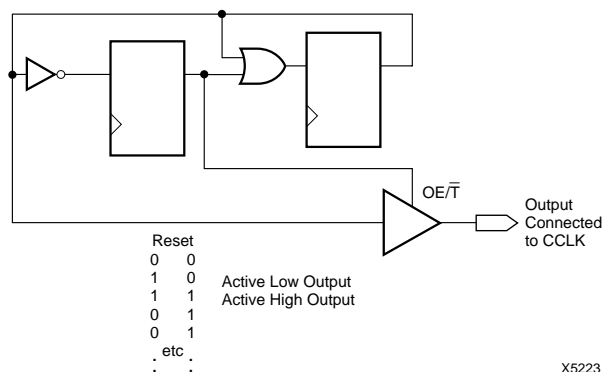 OE/T̅
Output
Connected
to CCLK
Reset
0 0
1 0
1 1
0 0
0 1
etc
. .
. .
Active Low Output
Active High Output
X5223